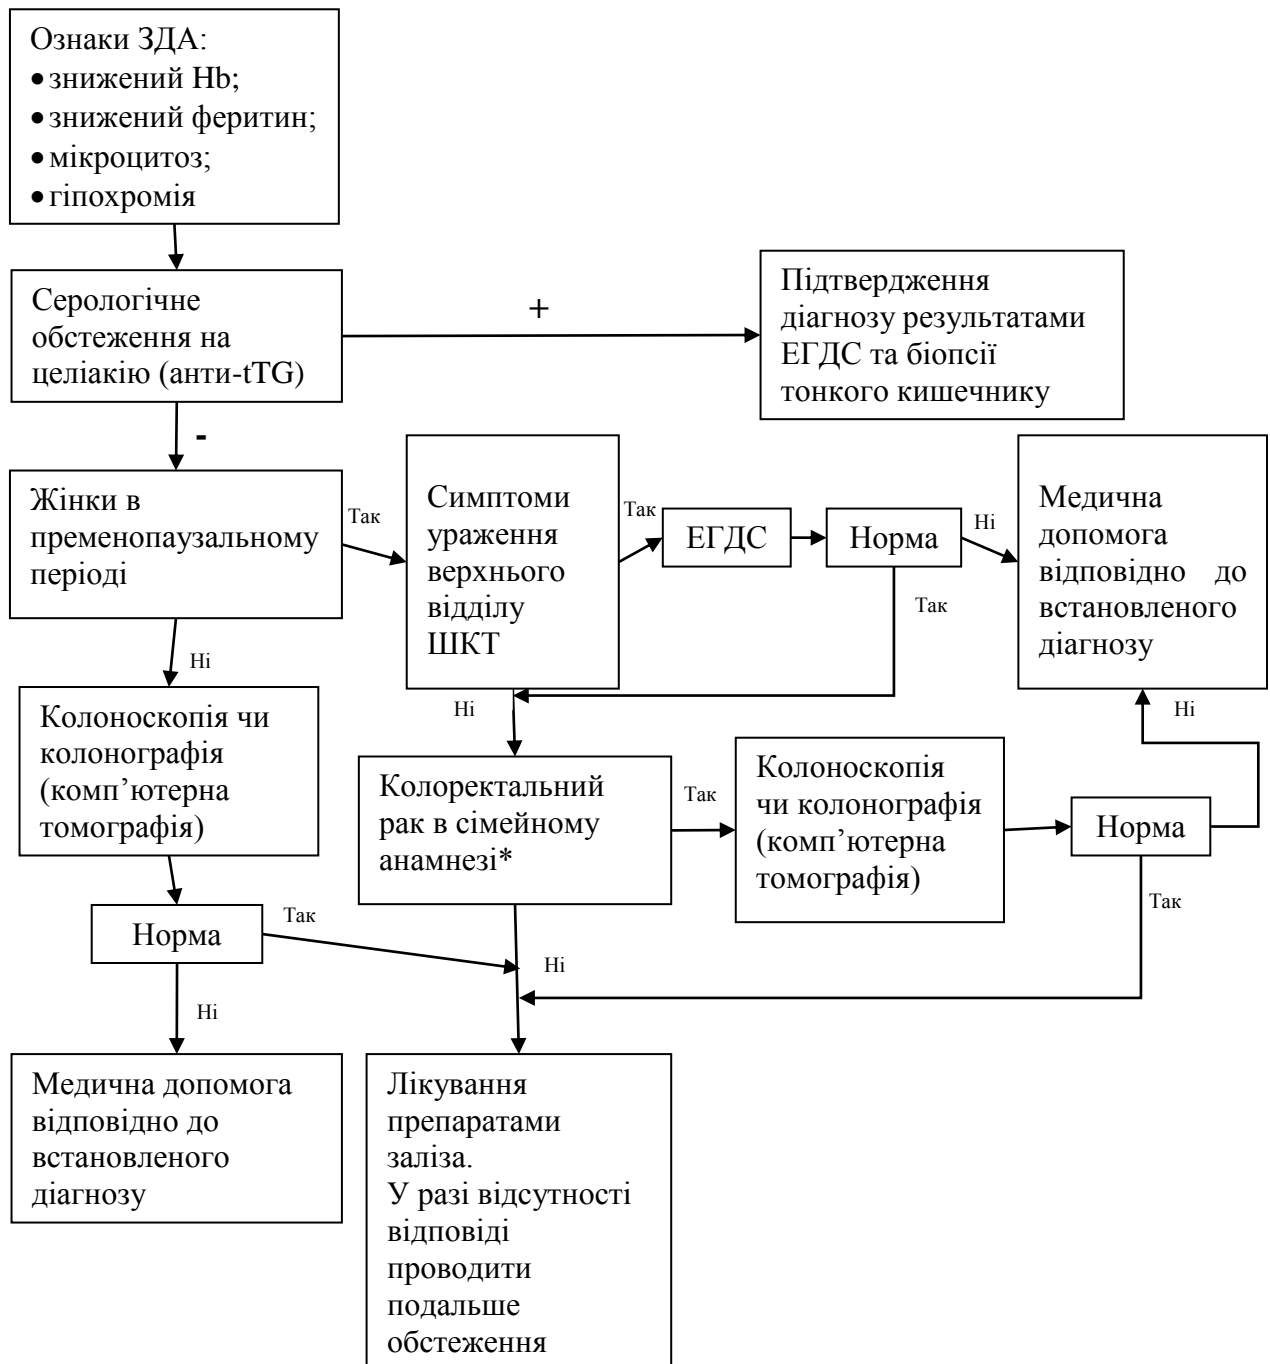 Ознаки ЗДА:
• знижений Hb;
• знижений феритин;
• мікроцитоз;
• гіпохромія
Серологічне
обстеження на
целіакію (анти-tTG)
+
Підтвердження
діагнозу результатами
ЕГДС та біопсії
тонкого кишечнику
-
Жінки в
пременопаузальному
періоді
Так
Симптоми
ураження
верхнього
відділу
ШКТ
Так
ЕГДС
Норма
Ні
Медична
допомога
відповідно до
встановленого
діагнозу
Так
Ні
Ні
Ні
Колоноскопія чи
колонографія
(комп’ютерна
томографія)
Колоректальний
рак в сімейному
анамнезі*
Так
Колоноскопія
чи колонографія
(комп’ютерна
томографія)
Норма
Так
Норма
Так
Ні
Ні
Медична допомога
відповідно до
встановленого
діагнозу
Лікування
препаратами
заліза.
У разі відсутності
відповіді
проводити
подальше
обстеження